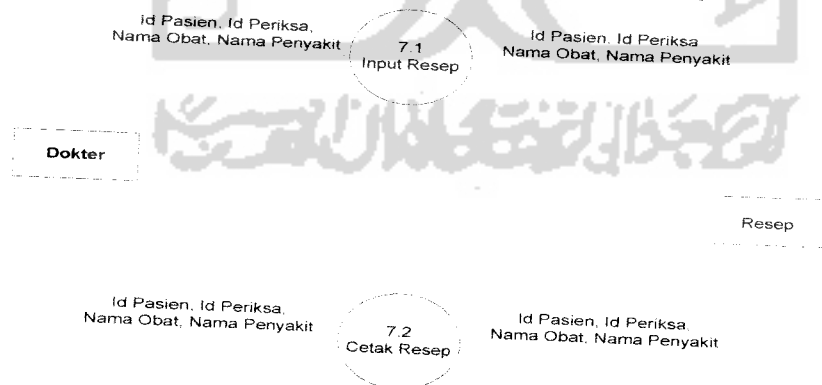 Id Pasien, Id Periksa,
Nama Obat, Nama Penyakit
7.1
Input Resep
Id Pasien, Id Periksa
Nama Obat, Nama Penyakit
Dokter
Resep
Id Pasien, Id Periksa,
Nama Obat, Nama Penyakit
7.2
Cetak Resep
Id Pasien, Id Periksa,
Nama Obat, Nama Penyakit